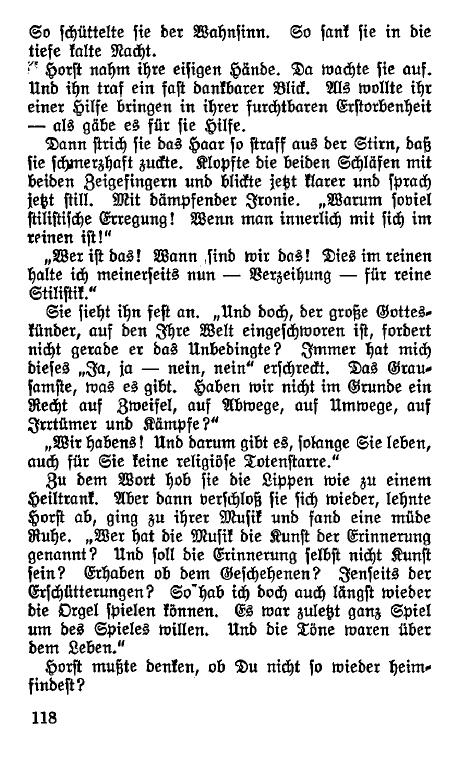 So schüttelte sie der Wahnsinn. So sank sie in die
tiefe kalte Nacht.
Horst nahm ihre eisigen Hände. Da wachte sie auf.
Und ihn traf ein fast dankbarer Blick. Als wollte ihr
einer Hilfe bringen in ihrer furchtbaren Erstorbenheit
— als gäbe es für sie Hilfe.
Dann strich sie das Haar so straff aus der Stirn, daß
sie schmerzhaft zuckte. Klopfte die beiden Schläfen mit
beiden Zeigefingern und blickte jetzt klarer und sprach
jetzt still. Mit dämpfender Ironie. „Warum soviel
stilistische Erregung! Wenn man innerlich mit sich im
reinen ist!“
„Wer ist das! Wann sind wir das! Dies im reinen
halte ich meinerseits nun — Verzeihung — für reine
Stilistik.“
Sie sieht ihn fest an. „Und doch, der große Gottes-
künder, auf den Ihre Welt eingeschworen ist, fordert
nicht gerade er das Unbedingte? Immer hat mich
dieses „Ja, ja — nein, nein“ erschreckt. Das Grau-
samste, was es gibt. Haben wir nicht im Grunde ein
Recht auf Zweifel, auf Abwege, auf Umwege, auf
Irrtümer und Kämpfe?“
„Wir habens! Und darum gibt es, solange Sie leben,
auch für Sie keine religiöse Totenstarre.“
Zu dem Wort hob sie die Lippen wie zu einem
Heiltrank. Aber dann verschloß sie sich wieder, lehnte
Horst ab, ging zu ihrer Musik und fand eine müde
Ruhe. „Wer hat die Musik die Kunst der Erinnerung
genannt? Und soll die Erinnerung selbst nicht Kunst
sein? Erhaben ob dem Geschehenen? Jenseits der
Erschütterungen? So hab ich doch auch längst wieder
die Orgel spielen können. Es war zuletzt ganz Spiel
um des Spieles willen. Und die Töne waren über
dem Leben.“
Horst mußte denken, ob Du nicht so wieder heim-
findest?
118